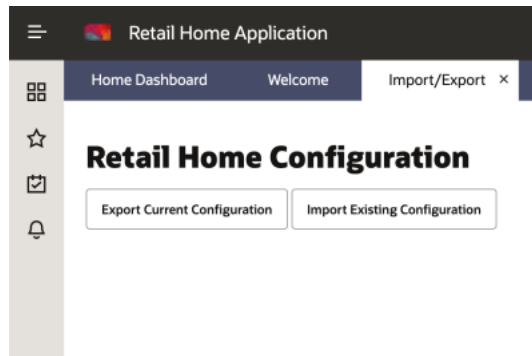 Retail Home Application
Home Dashboard Welcome Import/Export ×
Retail Home Configuration
Export Current Configuration Import Existing Configuration